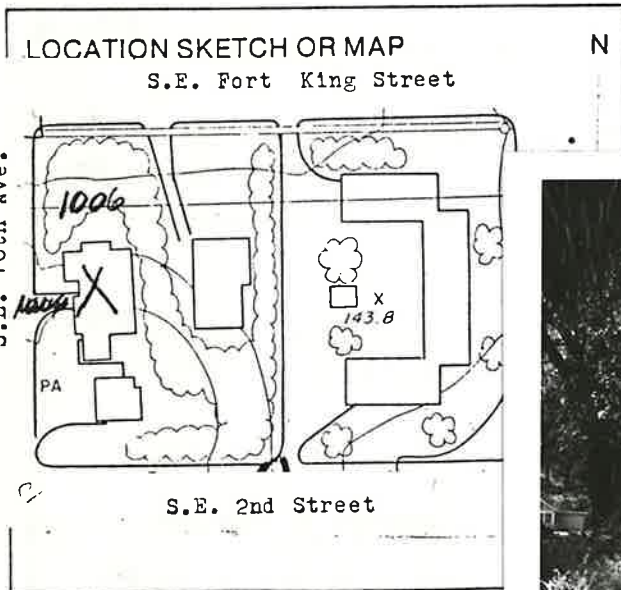 LOCATION SKETCH OR MAP N
S.E. Fort King Street
1006
X
143.8
PA
S.E. 2nd Street